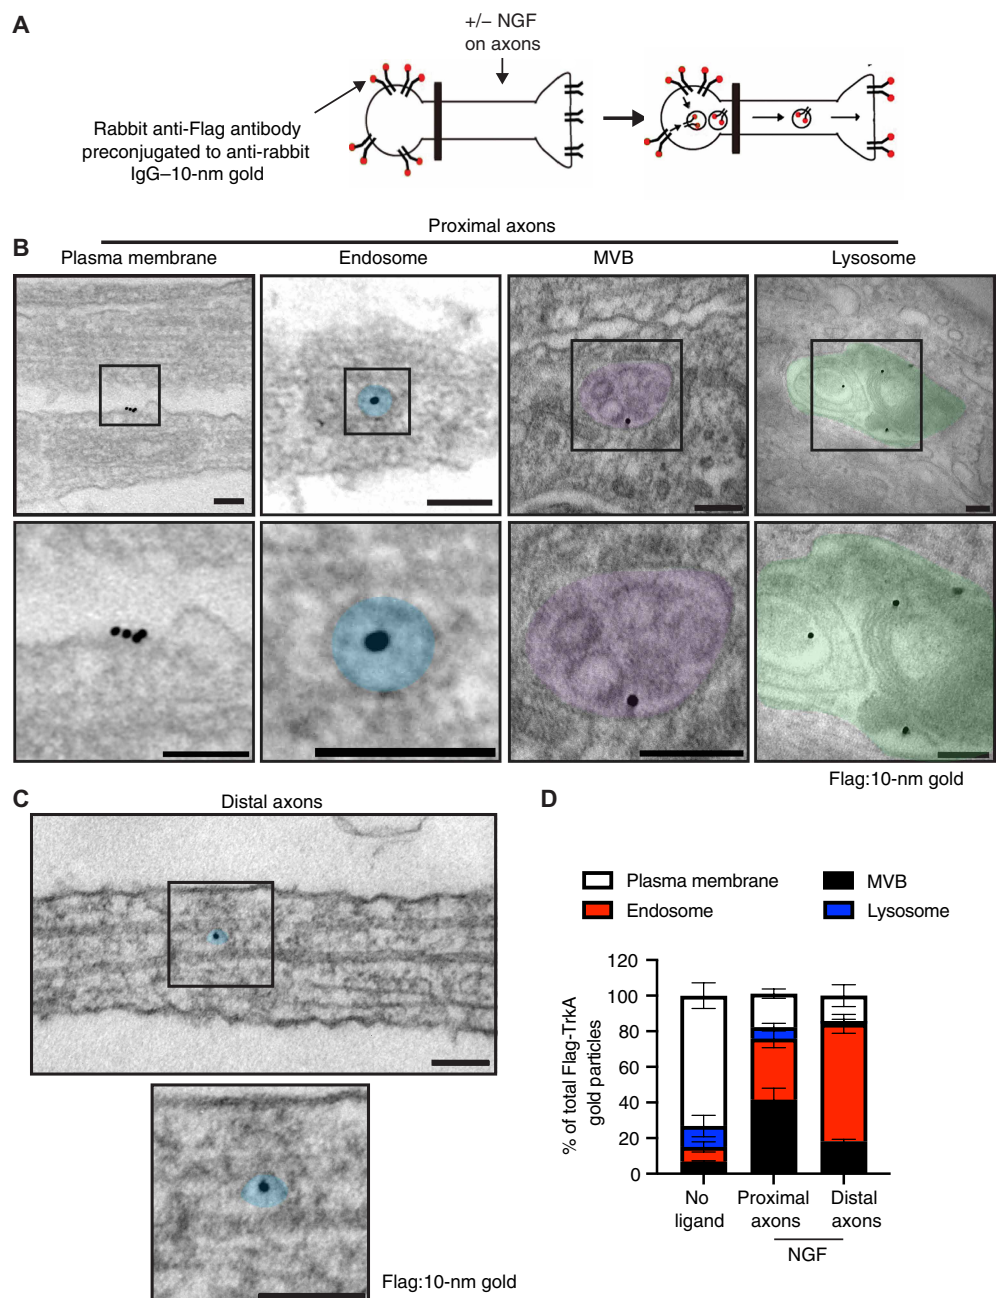 A
+/– NGF
on axons
Rabbit anti-Flag antibody
preconjugated to anti-rabbit
IgG–10-nm gold
Proximal axons
B
Plasma membrane
Endosome
MVB
Lysosome
Flag:10-nm gold
C
Distal axons
Flag:10-nm gold
D
Plasma membrane
MVB
Endosome
Lysosome
% of total Flag-TrkA
gold particles
120
100
80
60
40
20
0
No
ligand
Proximal
axons
Distal
axons
NGF